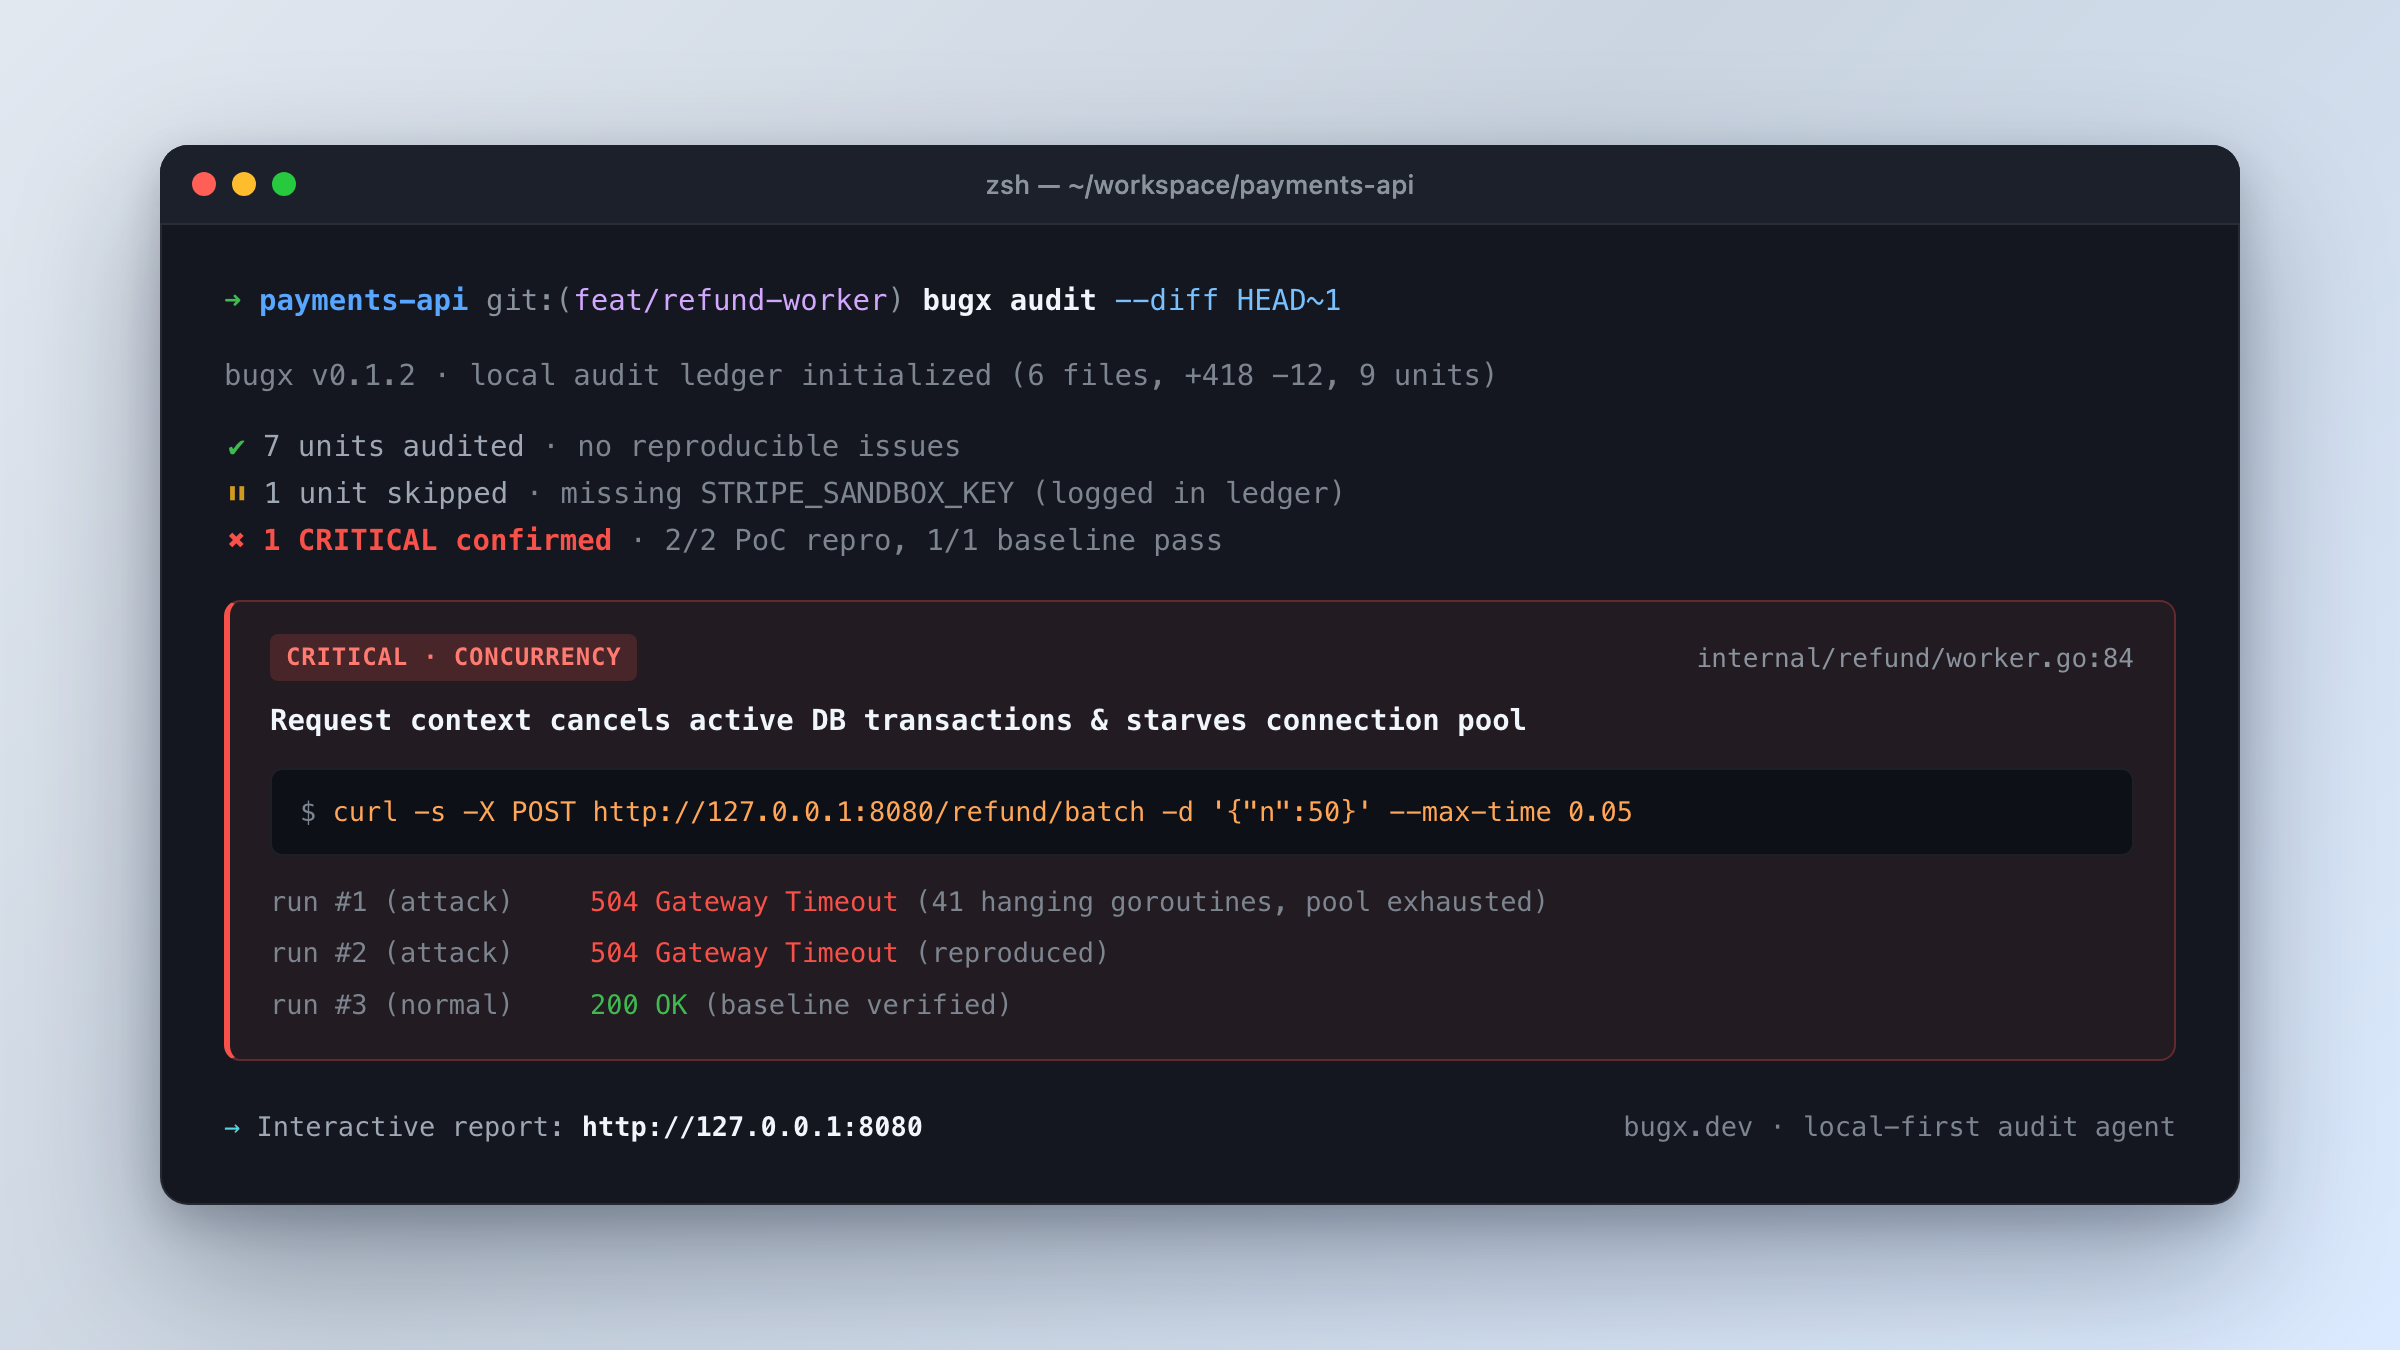 zsh — ~/workspace/payments-api
➜ payments-api git:(feat/refund-worker) bugx audit --diff HEAD~1
bugx v0.1.2 · local audit ledger initialized (6 files, +418 −12, 9 units)
✔ 7 units audited · no reproducible issues
⏸ 1 unit skipped · missing STRIPE_SANDBOX_KEY (logged in ledger)
✖ 1 CRITICAL confirmed · 2/2 PoC repro, 1/1 baseline pass
CRITICAL · CONCURRENCY internal/refund/worker.go:84
Request context cancels active DB transactions & starves connection pool
$ curl -s -X POST http://127.0.0.1:8080/refund/batch -d '{"n":50}' --max-time 0.05
run #1 (attack) 504 Gateway Timeout (41 hanging goroutines, pool exhausted)
run #2 (attack) 504 Gateway Timeout (reproduced)
run #3 (normal) 200 OK (baseline verified)
→ Interactive report: http://127.0.0.1:8080 bugx.dev · local-first audit agent